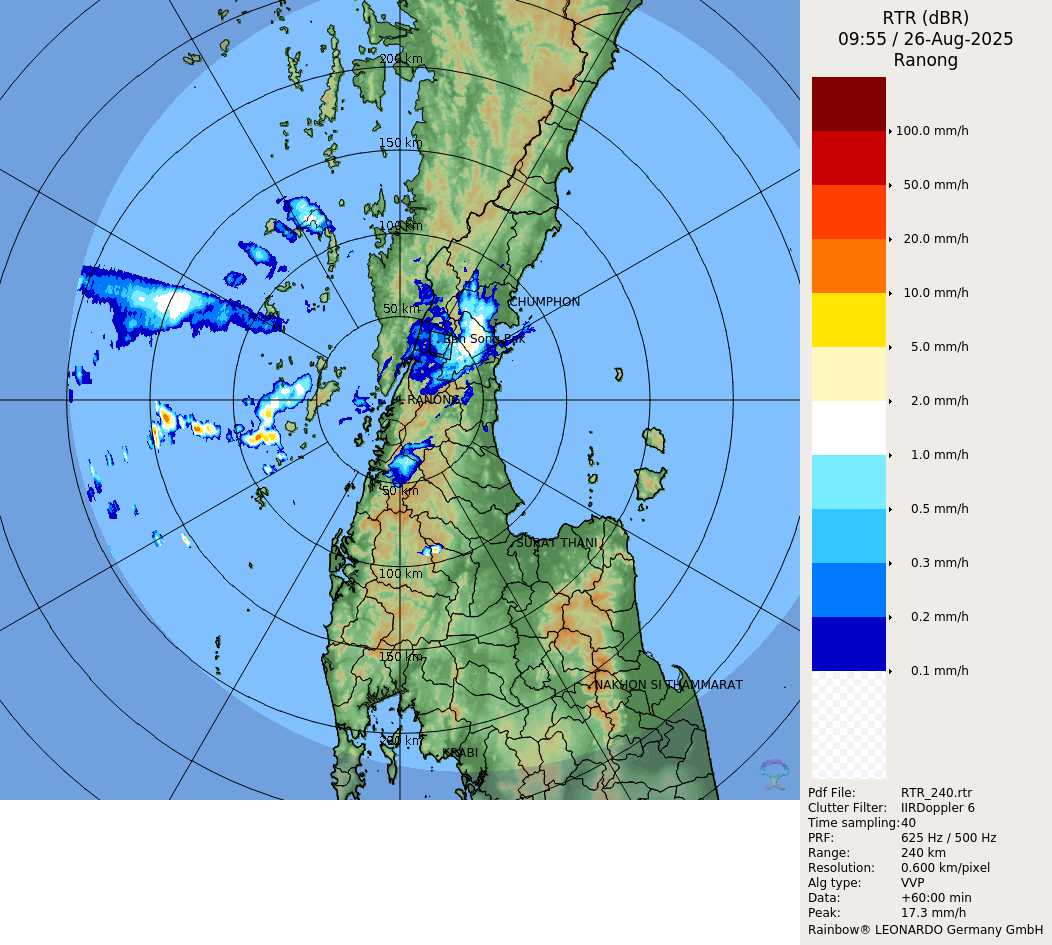 RTR (dBR)
09:55 / 26-Aug-2025
Ranong
100.0 mm/h
50.0 mm/h
20.0 mm/h
10.0 mm/h
5.0 mm/h
2.0 mm/h
1.0 mm/h
0.5 mm/h
0.3 mm/h
0.2 mm/h
0.1 mm/h
Pdf File: RTR_240.rtr
Clutter Filter: IIRDoppler 6
Time sampling: 40
PRF: 625 Hz / 500 Hz
Range: 240 km
Resolution: 0.600 km/pixel
Alg type: VVP
Data: +60:00 min
Peak: 17.3 mm/h
Rainbow® LEONARDO Germany GmbH
200 km
150 km
100 km
CHUMPHON
50 km
Ban Song Pak
RANONG
50 km
SURAT THANI
100 km
150 km
NAKHON SI THAMMARAT
200 km
KRABI